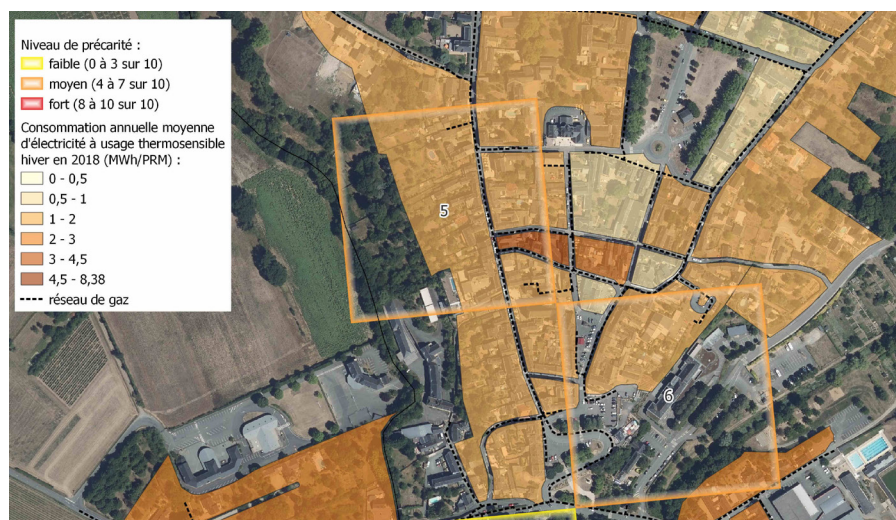 Niveau de précarité :
faible (0 à 3 sur 10)
moyen (4 à 7 sur 10)
fort (8 à 10 sur 10)
Consommation annuelle moyenne
d'électricité à usage thermosensible
hiver en 2018 (MWh/PRM) :
0 - 0,5
0,5 - 1
1 - 2
2 - 3
3 - 4,5
4,5 - 8,38
réseau de gaz
5
6